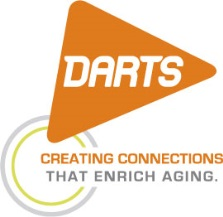 DARTS
CREATING CONNECTIONS
THAT ENRICH AGING.